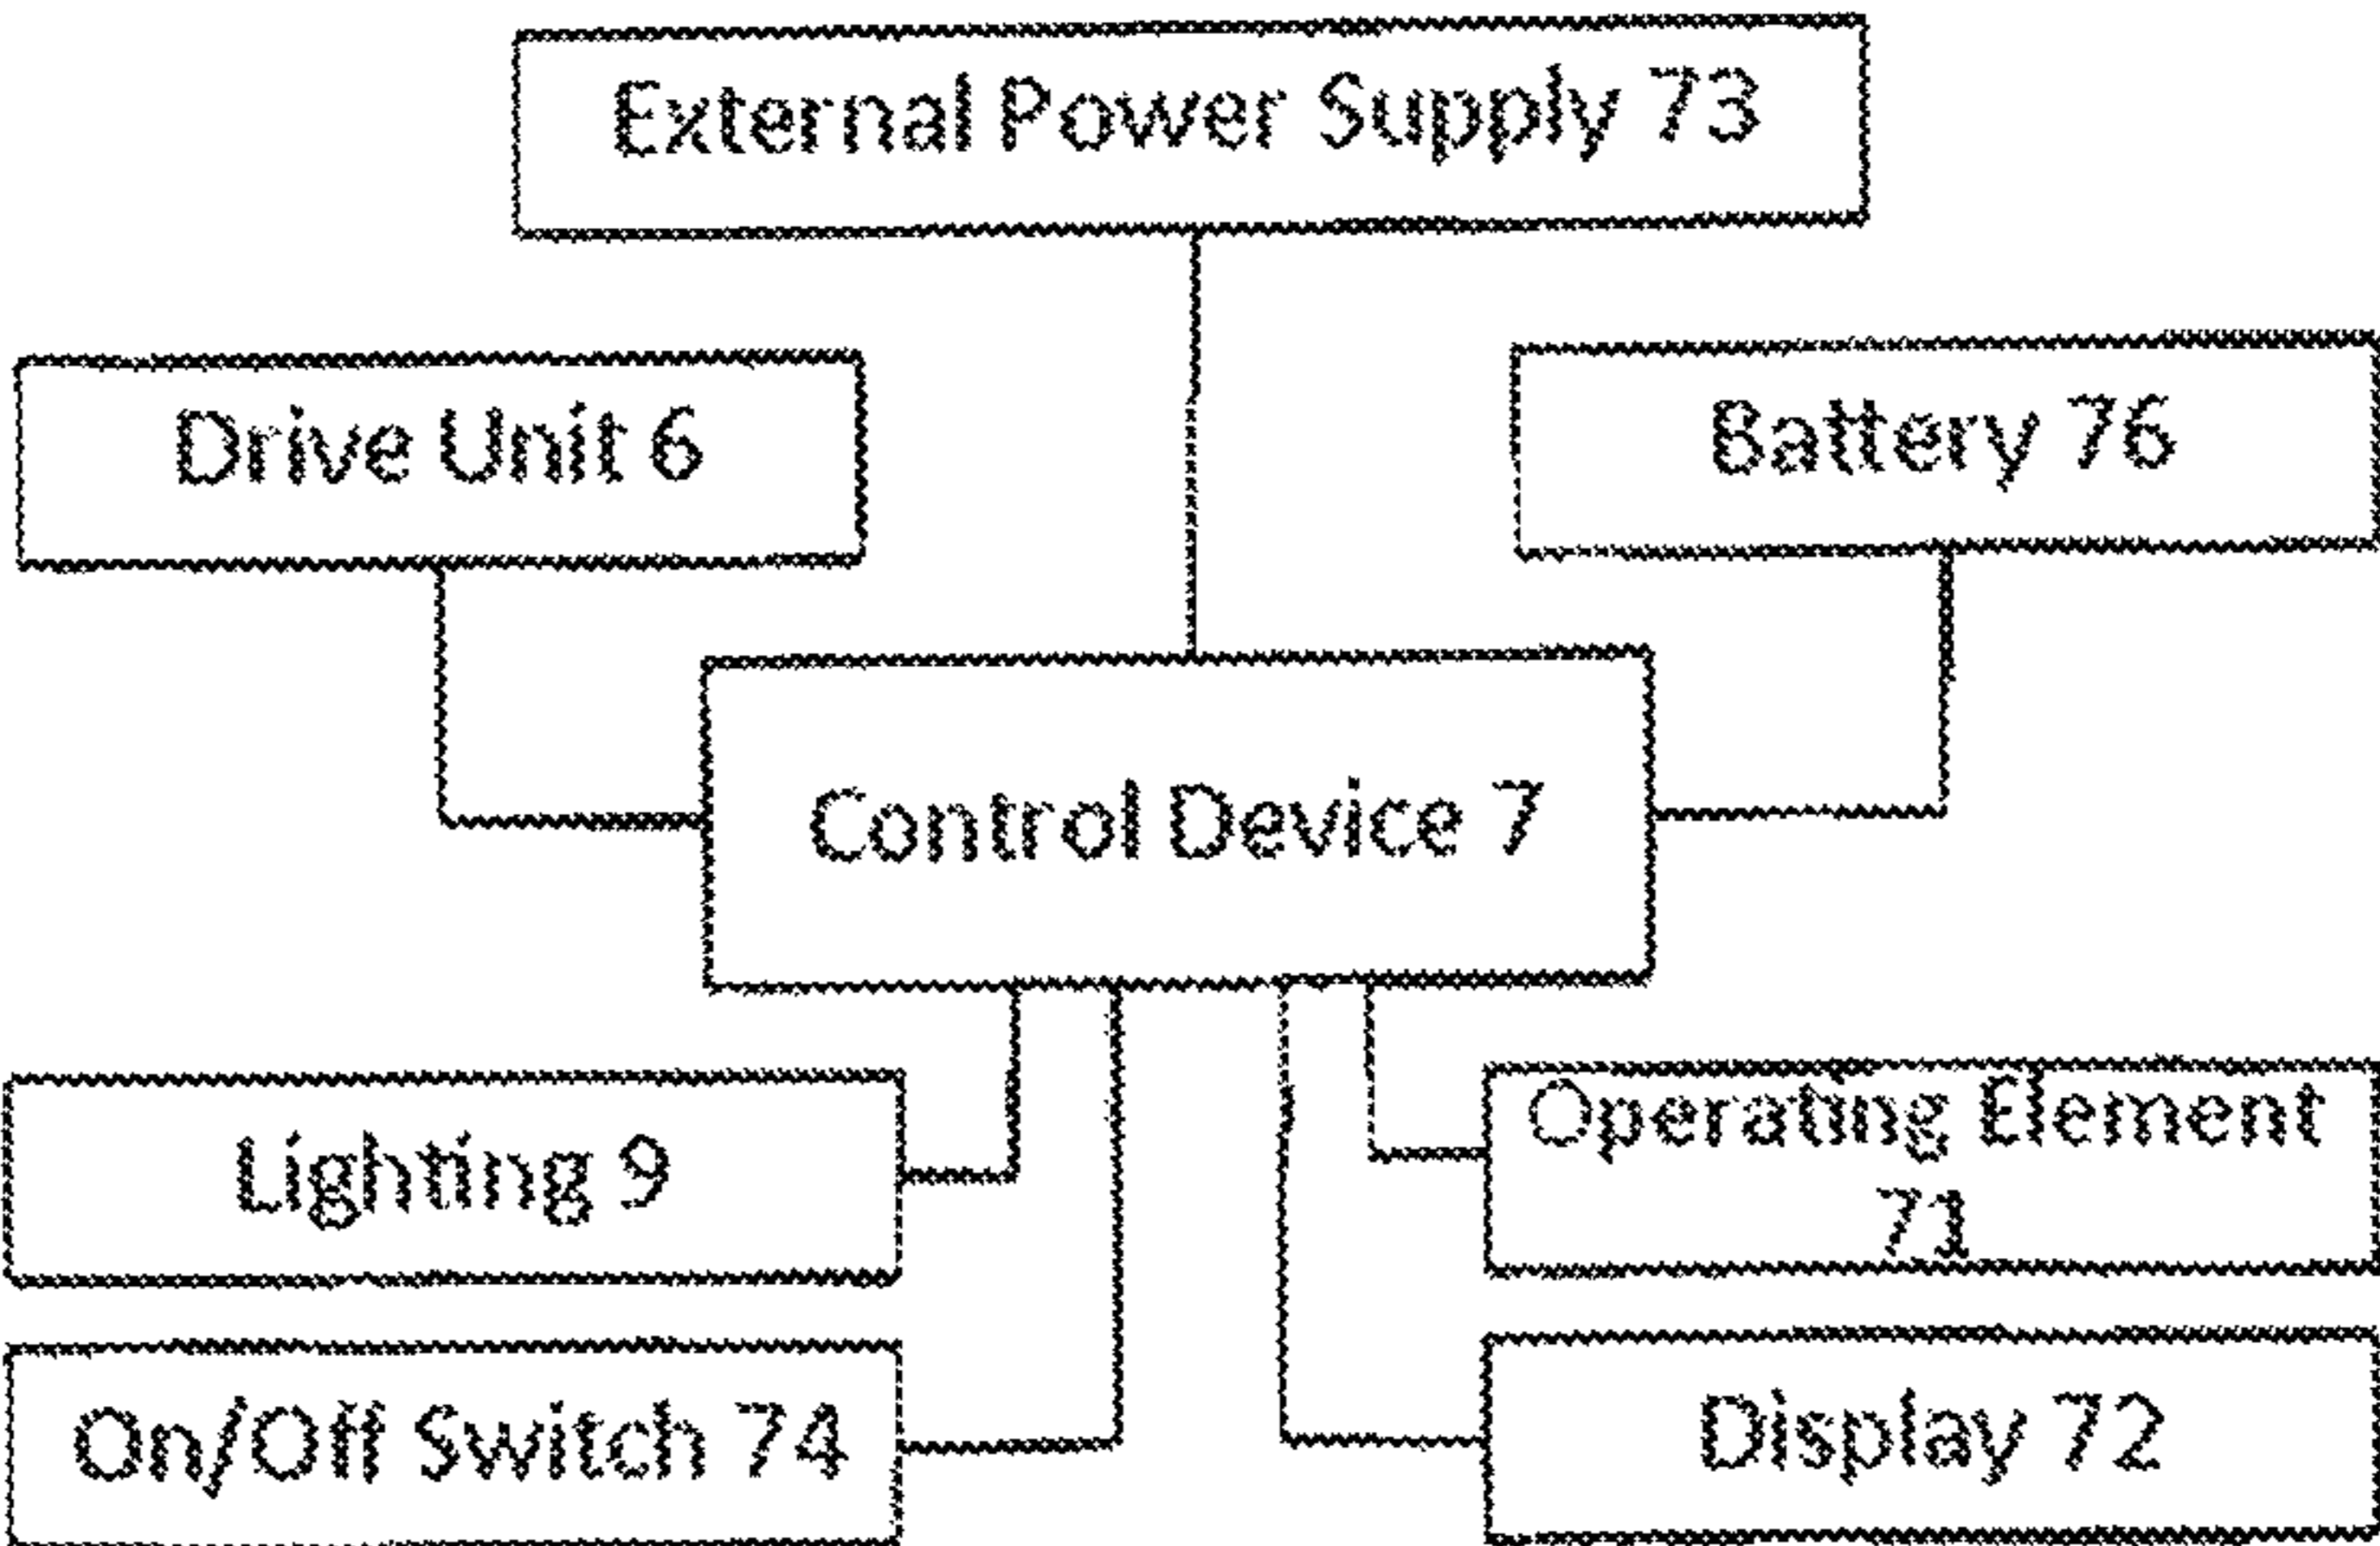 External Power Supply 73
Drive Unit 6
Battery 76
Control Device 7
Lighting 9
Operating Element
71
On/Off Switch 74
Display 72